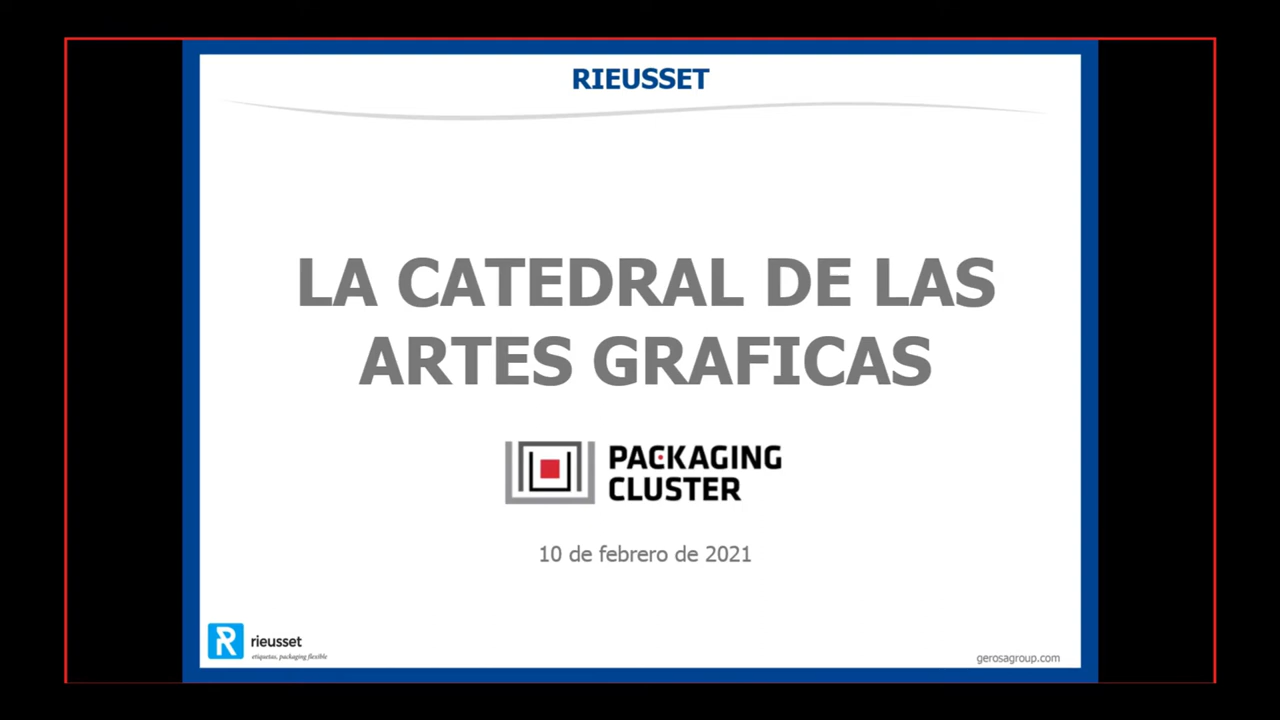 RIEUSSET
LA CATEDRAL DE LAS
ARTES GRAFICAS
PACKAGING
CLUSTER
10 de febrero de 2021
R
rieusset
etiquetas, packaging flexible
gerosagroup.com